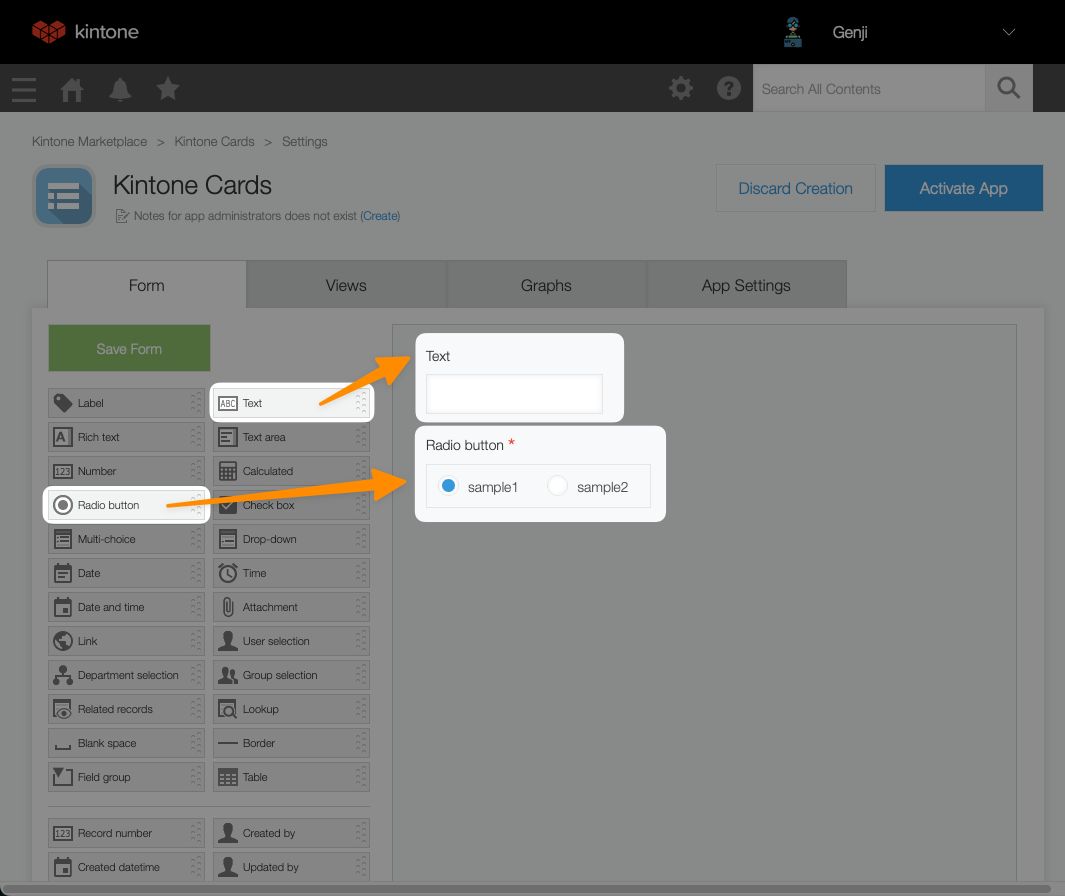 kintone
Genji
Search All Contents
Kintone Marketplace > Kintone Cards > Settings
Kintone Cards
Notes for app administrators does not exist (Create)
Discard Creation
Activate App
Form
Views
Graphs
App Settings
Save Form
Label
ABC Text
A Rich text
Text area
123 Number
Calculated
Radio button
Check box
Multi-choice
Drop-down
Date
Time
Date and time
Attachment
Link
User selection
Department selection
Group selection
Related records
Lookup
Blank space
Border
Field group
Table
123 Record number
Created by
Created datetime
Updated by
Text
Radio button *
sample1
sample2